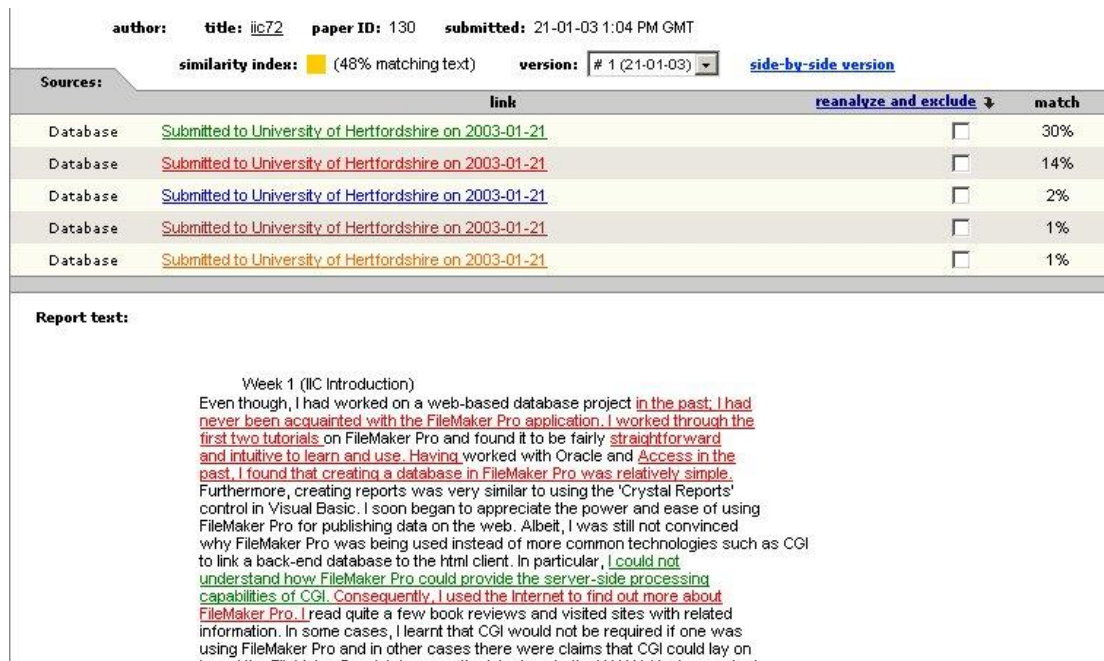 author: title: iic72 paper ID: 130 submitted: 21-01-03 1:04 PM GMT
similarity index: (48% matching text) version: # 1 (21-01-03) side-by-side version
Sources:
link reanalyze and exclude match
Database Submitted to University of Hertfordshire on 2003-01-21 30%
Database Submitted to University of Hertfordshire on 2003-01-21 14%
Database Submitted to University of Hertfordshire on 2003-01-21 2%
Database Submitted to University of Hertfordshire on 2003-01-21 1%
Database Submitted to University of Hertfordshire on 2003-01-21 1%
Report text:
Week 1 (IIC Introduction)
Even though, I had worked on a web-based database project in the past; I had
never been acquainted with the FileMaker Pro application. I worked through the
first two tutorials on FileMaker Pro and found it to be fairly straightforward
and intuitive to learn and use. Having worked with Oracle and Access in the
past, I found that creating a database in FileMaker Pro was relatively simple.
Furthermore, creating reports was very similar to using the 'Crystal Reports'
control in Visual Basic. I soon began to appreciate the power and ease of using
FileMaker Pro for publishing data on the web. Albeit, I was still not convinced
why FileMaker Pro was being used instead of more common technologies such as CGI
to link a back-end database to the html client. In particular, I could not
understand how FileMaker Pro could provide the server-side processing
capabilities of CGI. Consequently, I used the Internet to find out more about
FileMaker Pro. I read quite a few book reviews and visited sites with related
information. In some cases, I learnt that CGI would not be required if one was
using FileMaker Pro and in other cases there were claims that CGI could lay on